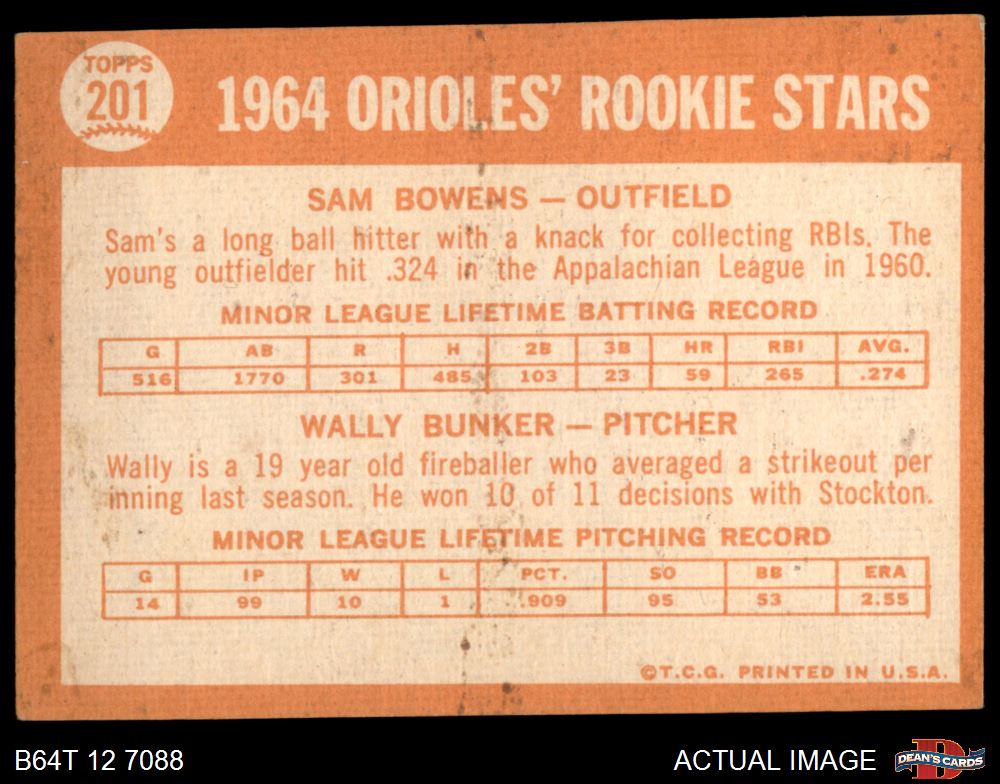 TOPPS
201
1964 ORIOLES' ROOKIE STARS
SAM BOWENS — OUTFIELD
Sam's a long ball hitter with a knack for collecting RBIs. The
young outfielder hit .324 in the Appalachian League in 1960.
MINOR LEAGUE LIFETIME BATTING RECORD
G AB R H 2B 3B HR RBI AVG.
516 1770 301 485 103 23 59 265 .274
WALLY BUNKER — PITCHER
Wally is a 19 year old fireballer who averaged a strikeout per
inning last season. He won 10 of 11 decisions with Stockton.
MINOR LEAGUE LIFETIME PITCHING RECORD
G IP W L PCT. SO BB ERA
14 99 10 1 .909 95 53 2.55
©T.C.G. PRINTED IN U.S.A.
B64T 12 7088
ACTUAL IMAGE
DEAN'S CARDS